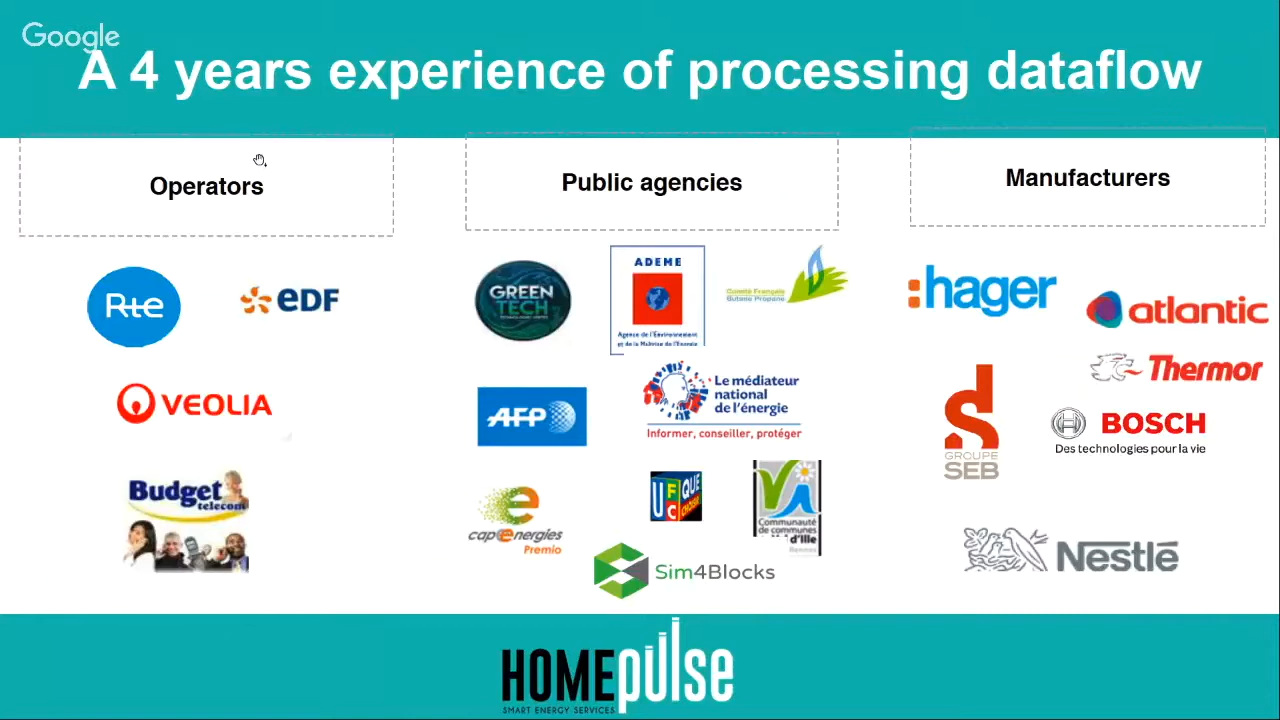 Google
A 4 years experience of processing dataflow
Operators
Public agencies
Manufacturers
Rte
eDF
VEOLIA
Budget
telecom
GREEN
TECH
ADEME
Agence de l'Environnement
et de la Maîtrise de l'Energie
Comité Français
Butane Propane
AFP
Le médiateur
national
de l'énergie
Informer, conseiller, protéger
capenergies
Premio
UFC
QUE
CHOISIR
Communauté
de communes
d'Ille
Rennes
Sim4Blocks
:hager
atlantic
Thermor
GROUPE
SEB
BOSCH
Des technologies pour la vie
Nestlé
HOMEpulse
SMART ENERGY SERVICES